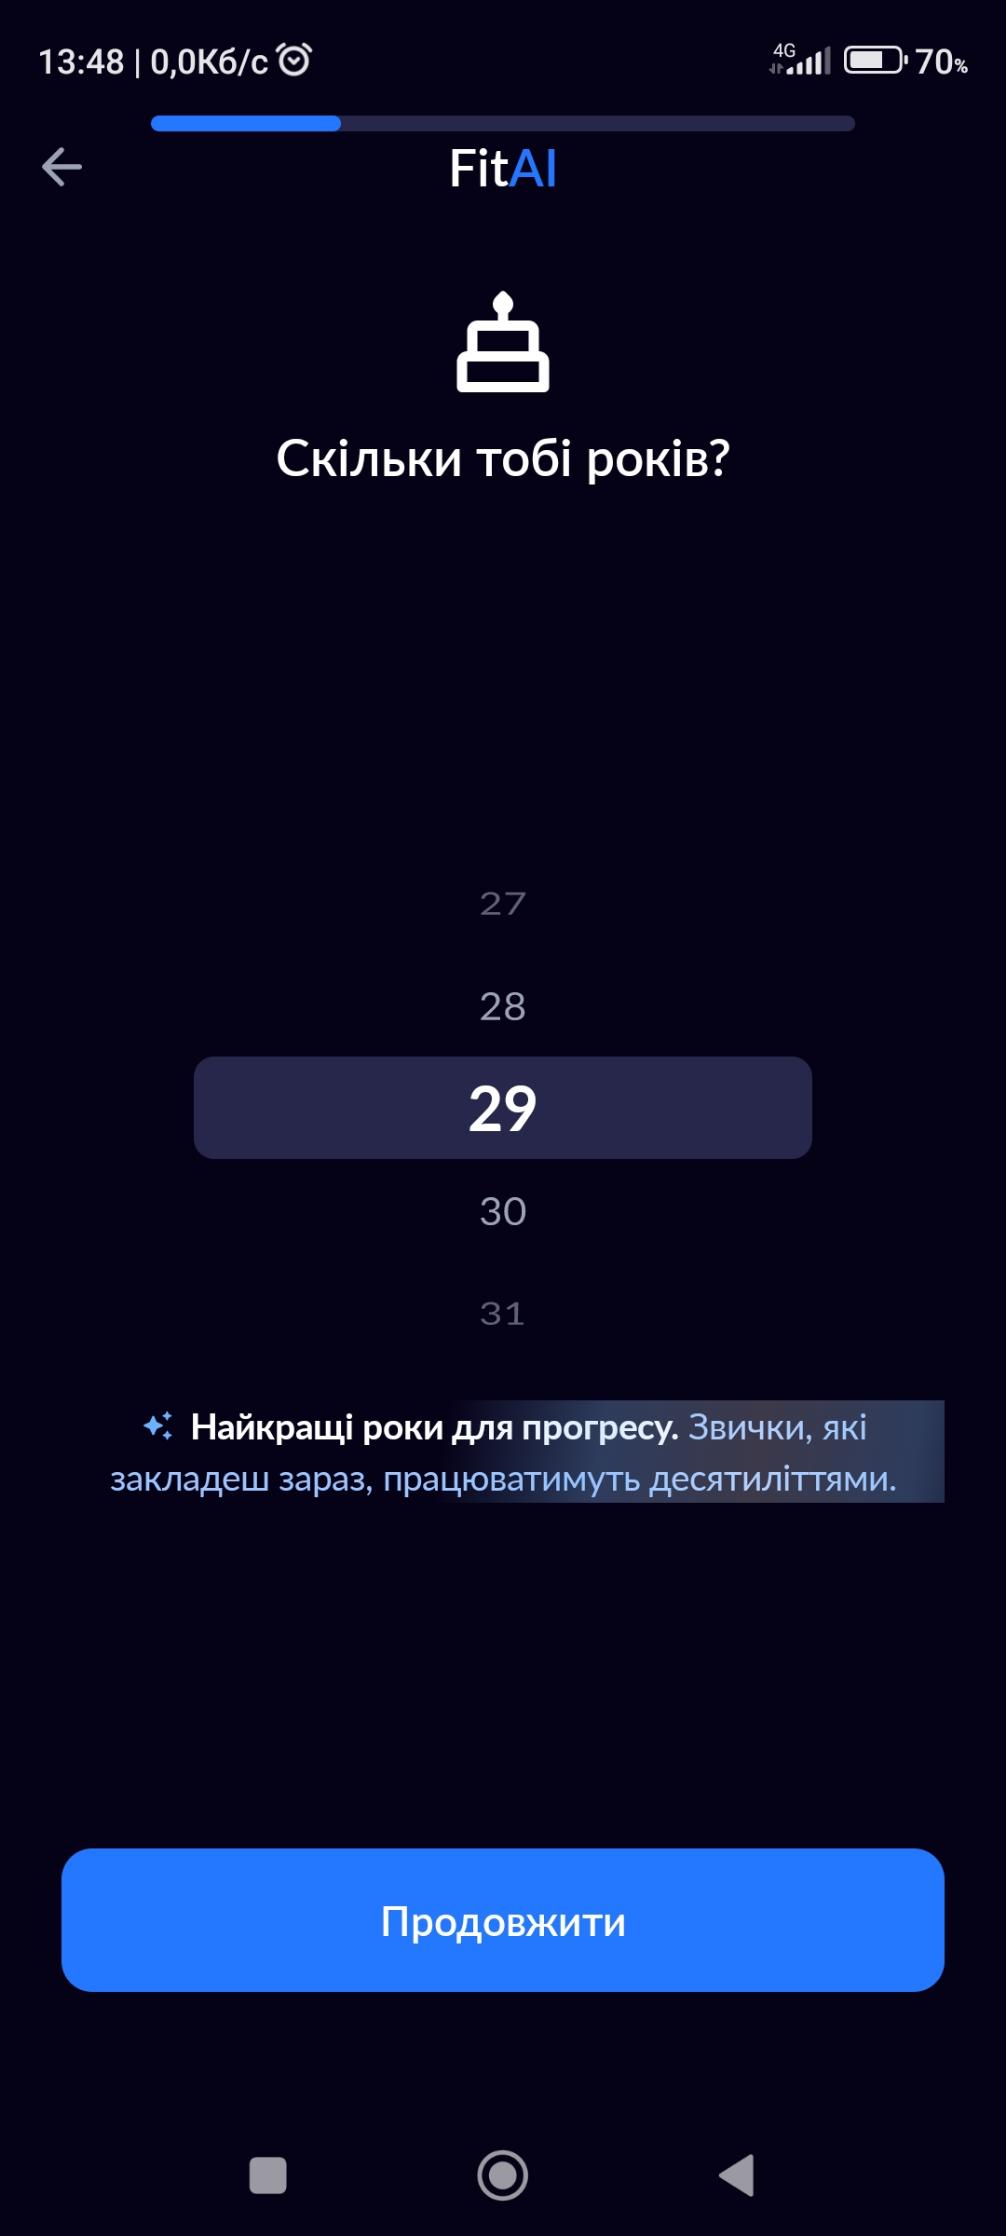 13:48 | 0,0Кб/с
4G
70%
FitAI
Скільки тобі років?
27
28
29
30
31
Найкращі роки для прогресу. Звички, які
закладеш зараз, працюватимуть десятиліттями.
Продовжити